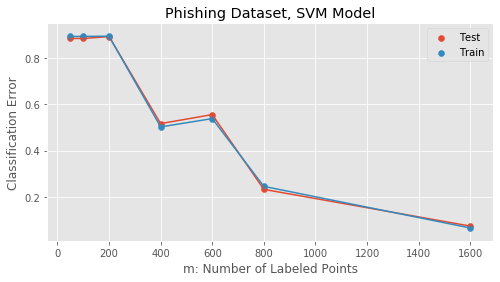 Phishing Dataset, SVM Model
Test
Train
Classification Error
0.8
0.6
0.4
0.2
0 200 400 600 800 1000 1200 1400 1600
m: Number of Labeled Points